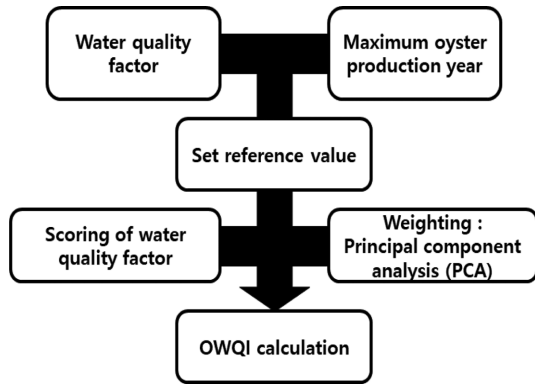 Water quality
factor
Maximum oyster
production year
Set reference value
Scoring of water
quality factor
Weighting :
Principal component
analysis (PCA)
OWQI calculation